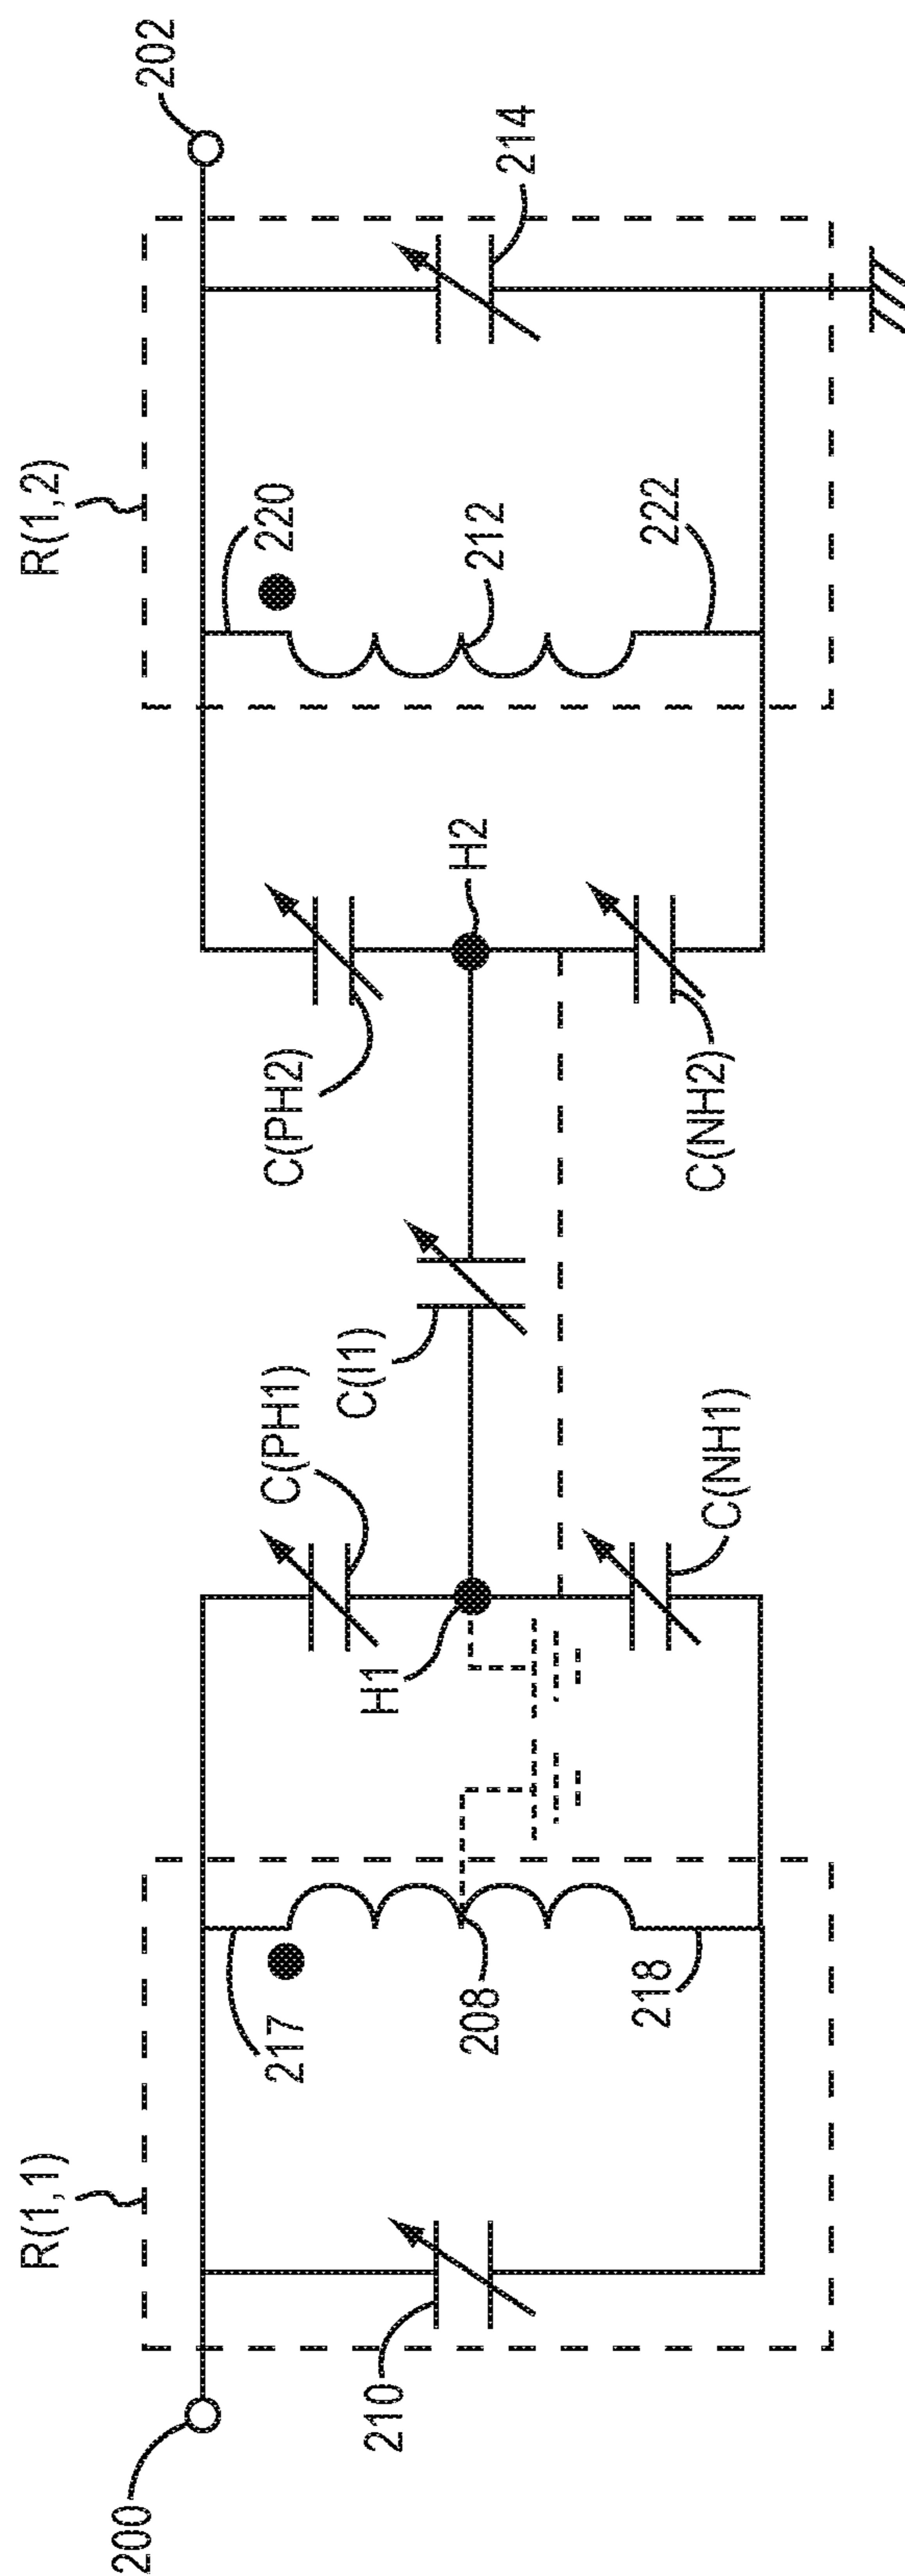 R(1,1)
R(1,2)
200
202
217
220
C(PH1)
C(PH2)
210
208
H1
C(I1)
H2
212
214
218
222
C(NH1)
C(NH2)